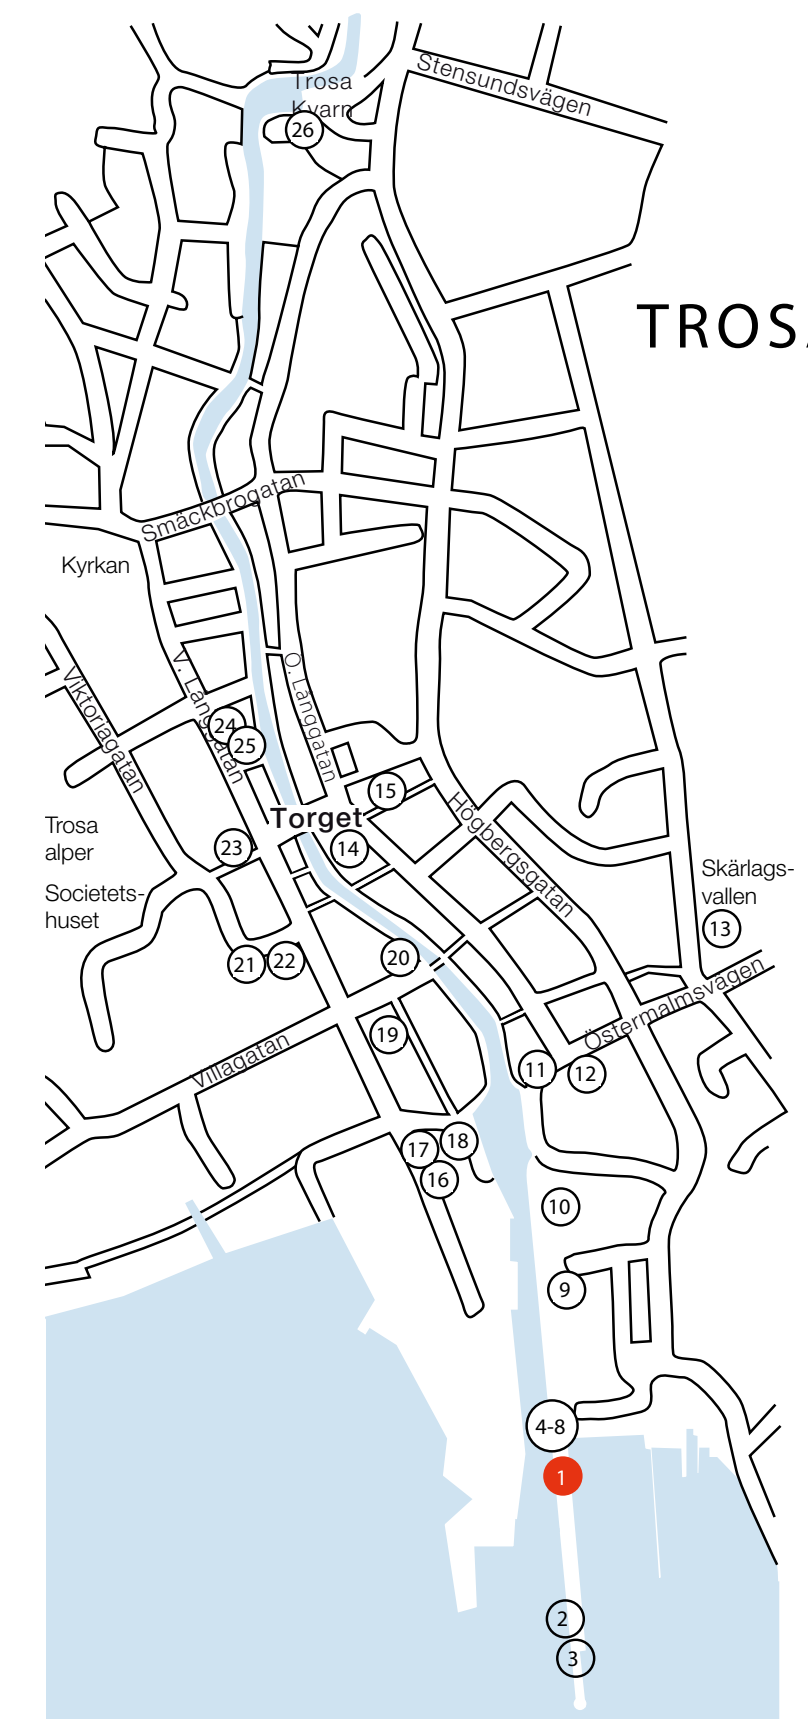 Stensundsvägen
Trosa
Kvarn
26
TROSA
Smäckbrogatan
Kyrkan
V. Långgatan
Ö. Långgatan
Viktoriagatan
24
25
15
Torget
Högbergsgatan
14
23
Trosa
alper
Societets-
huset
Skärlags-
vallen
13
20
21
22
Östermalmsvägen
19
Villagatan
11
12
17
18
16
10
9
4-8
1
2
3